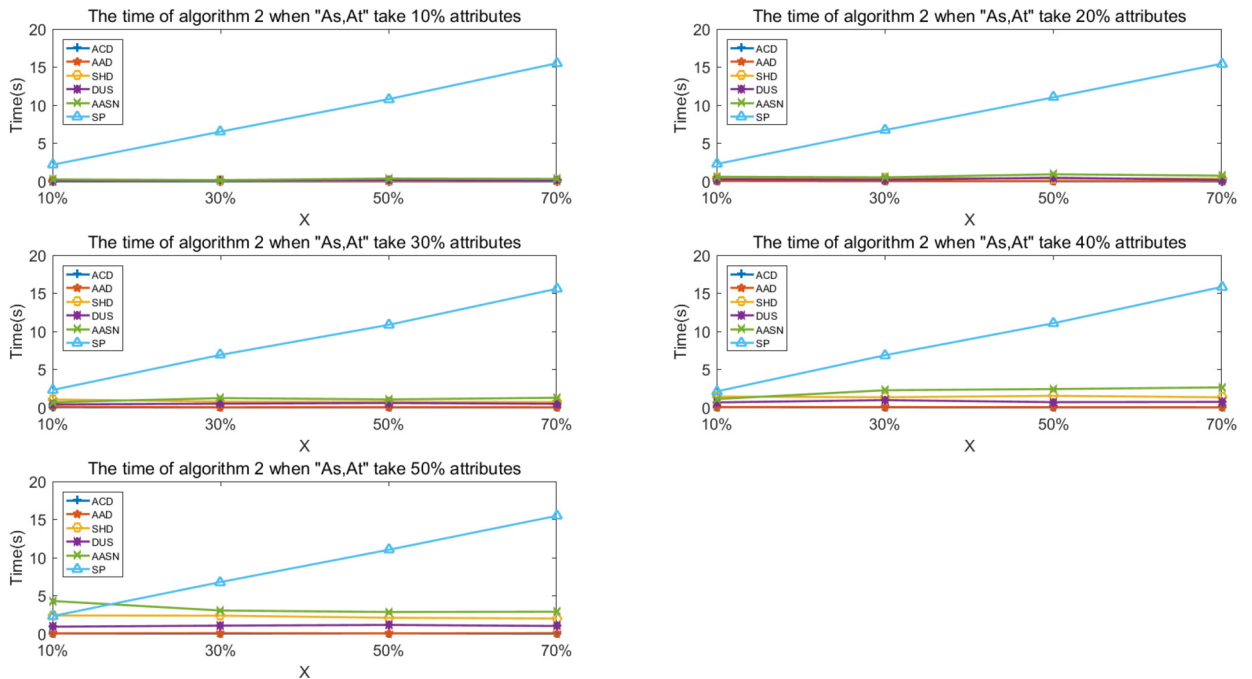 The time of algorithm 2 when "As,At" take 10% attributes
20
15
10
5
0
Time(s)
ACD
AAD
SHD
DUS
AASN
SP
10% 30% 50% 70%
X
The time of algorithm 2 when "As,At" take 20% attributes
20
15
10
5
0
Time(s)
ACD
AAD
SHD
DUS
AASN
SP
10% 30% 50% 70%
X
The time of algorithm 2 when "As,At" take 30% attributes
20
15
10
5
0
Time(s)
ACD
AAD
SHD
DUS
AASN
SP
10% 30% 50% 70%
X
The time of algorithm 2 when "As,At" take 40% attributes
20
15
10
5
0
Time(s)
ACD
AAD
SHD
DUS
AASN
SP
10% 30% 50% 70%
X
The time of algorithm 2 when "As,At" take 50% attributes
20
15
10
5
0
Time(s)
ACD
AAD
SHD
DUS
AASN
SP
10% 30% 50% 70%
X